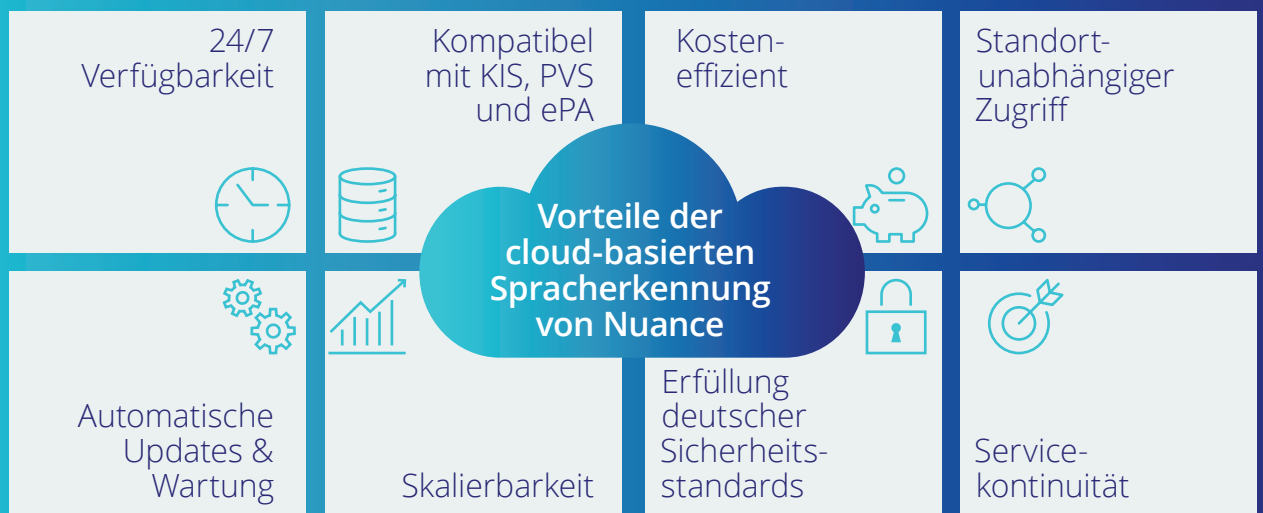 24/7
Verfügbarkeit
Kompatibel
mit KIS, PVS
und ePA
Kosten-
effizient
Standort-
unabhängiger
Zugriff
Vorteile der
cloud-basierten
Spracherkennung
von Nuance
Automatische
Updates &
Wartung
Skalierbarkeit
Erfüllung
deutscher
Sicherheits-
standards
Service-
kontinuität